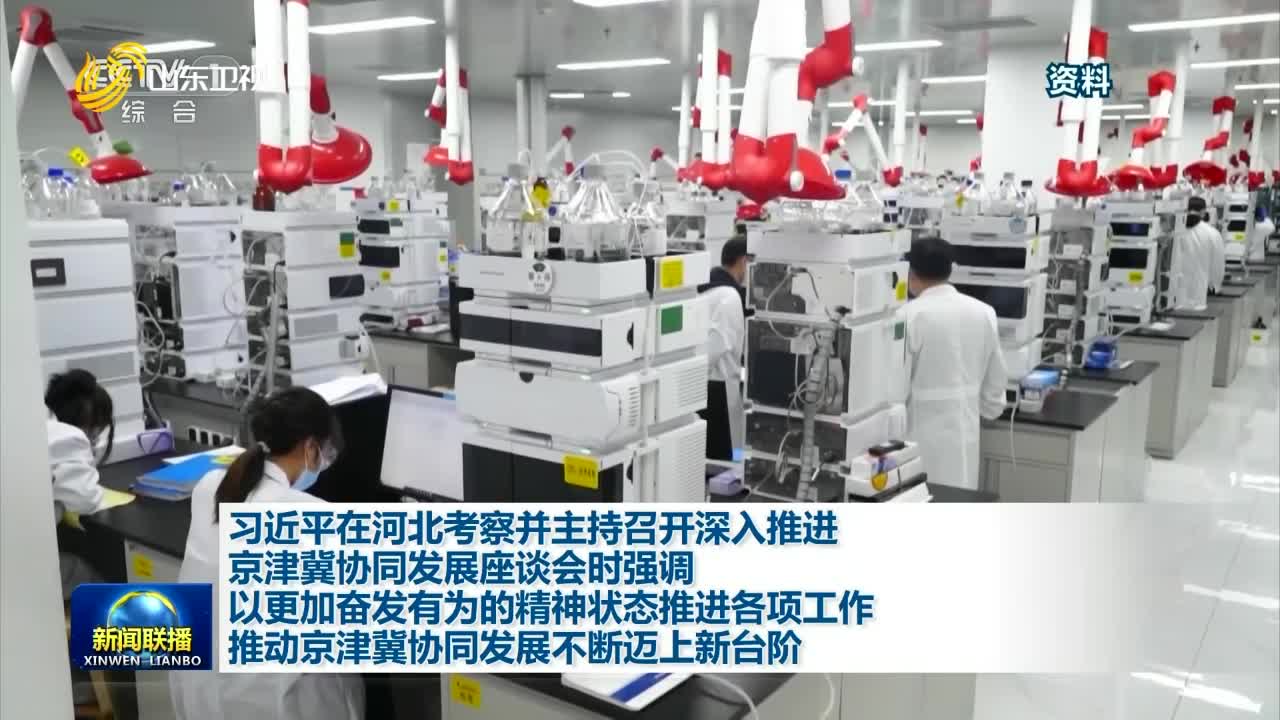 山东卫视
综合
资料
习近平在河北考察并主持召开深入推进
京津冀协同发展座谈会时强调
以更加奋发有为的精神状态推进各项工作
推动京津冀协同发展不断迈上新台阶
新闻联播
XINWEN LIANBO